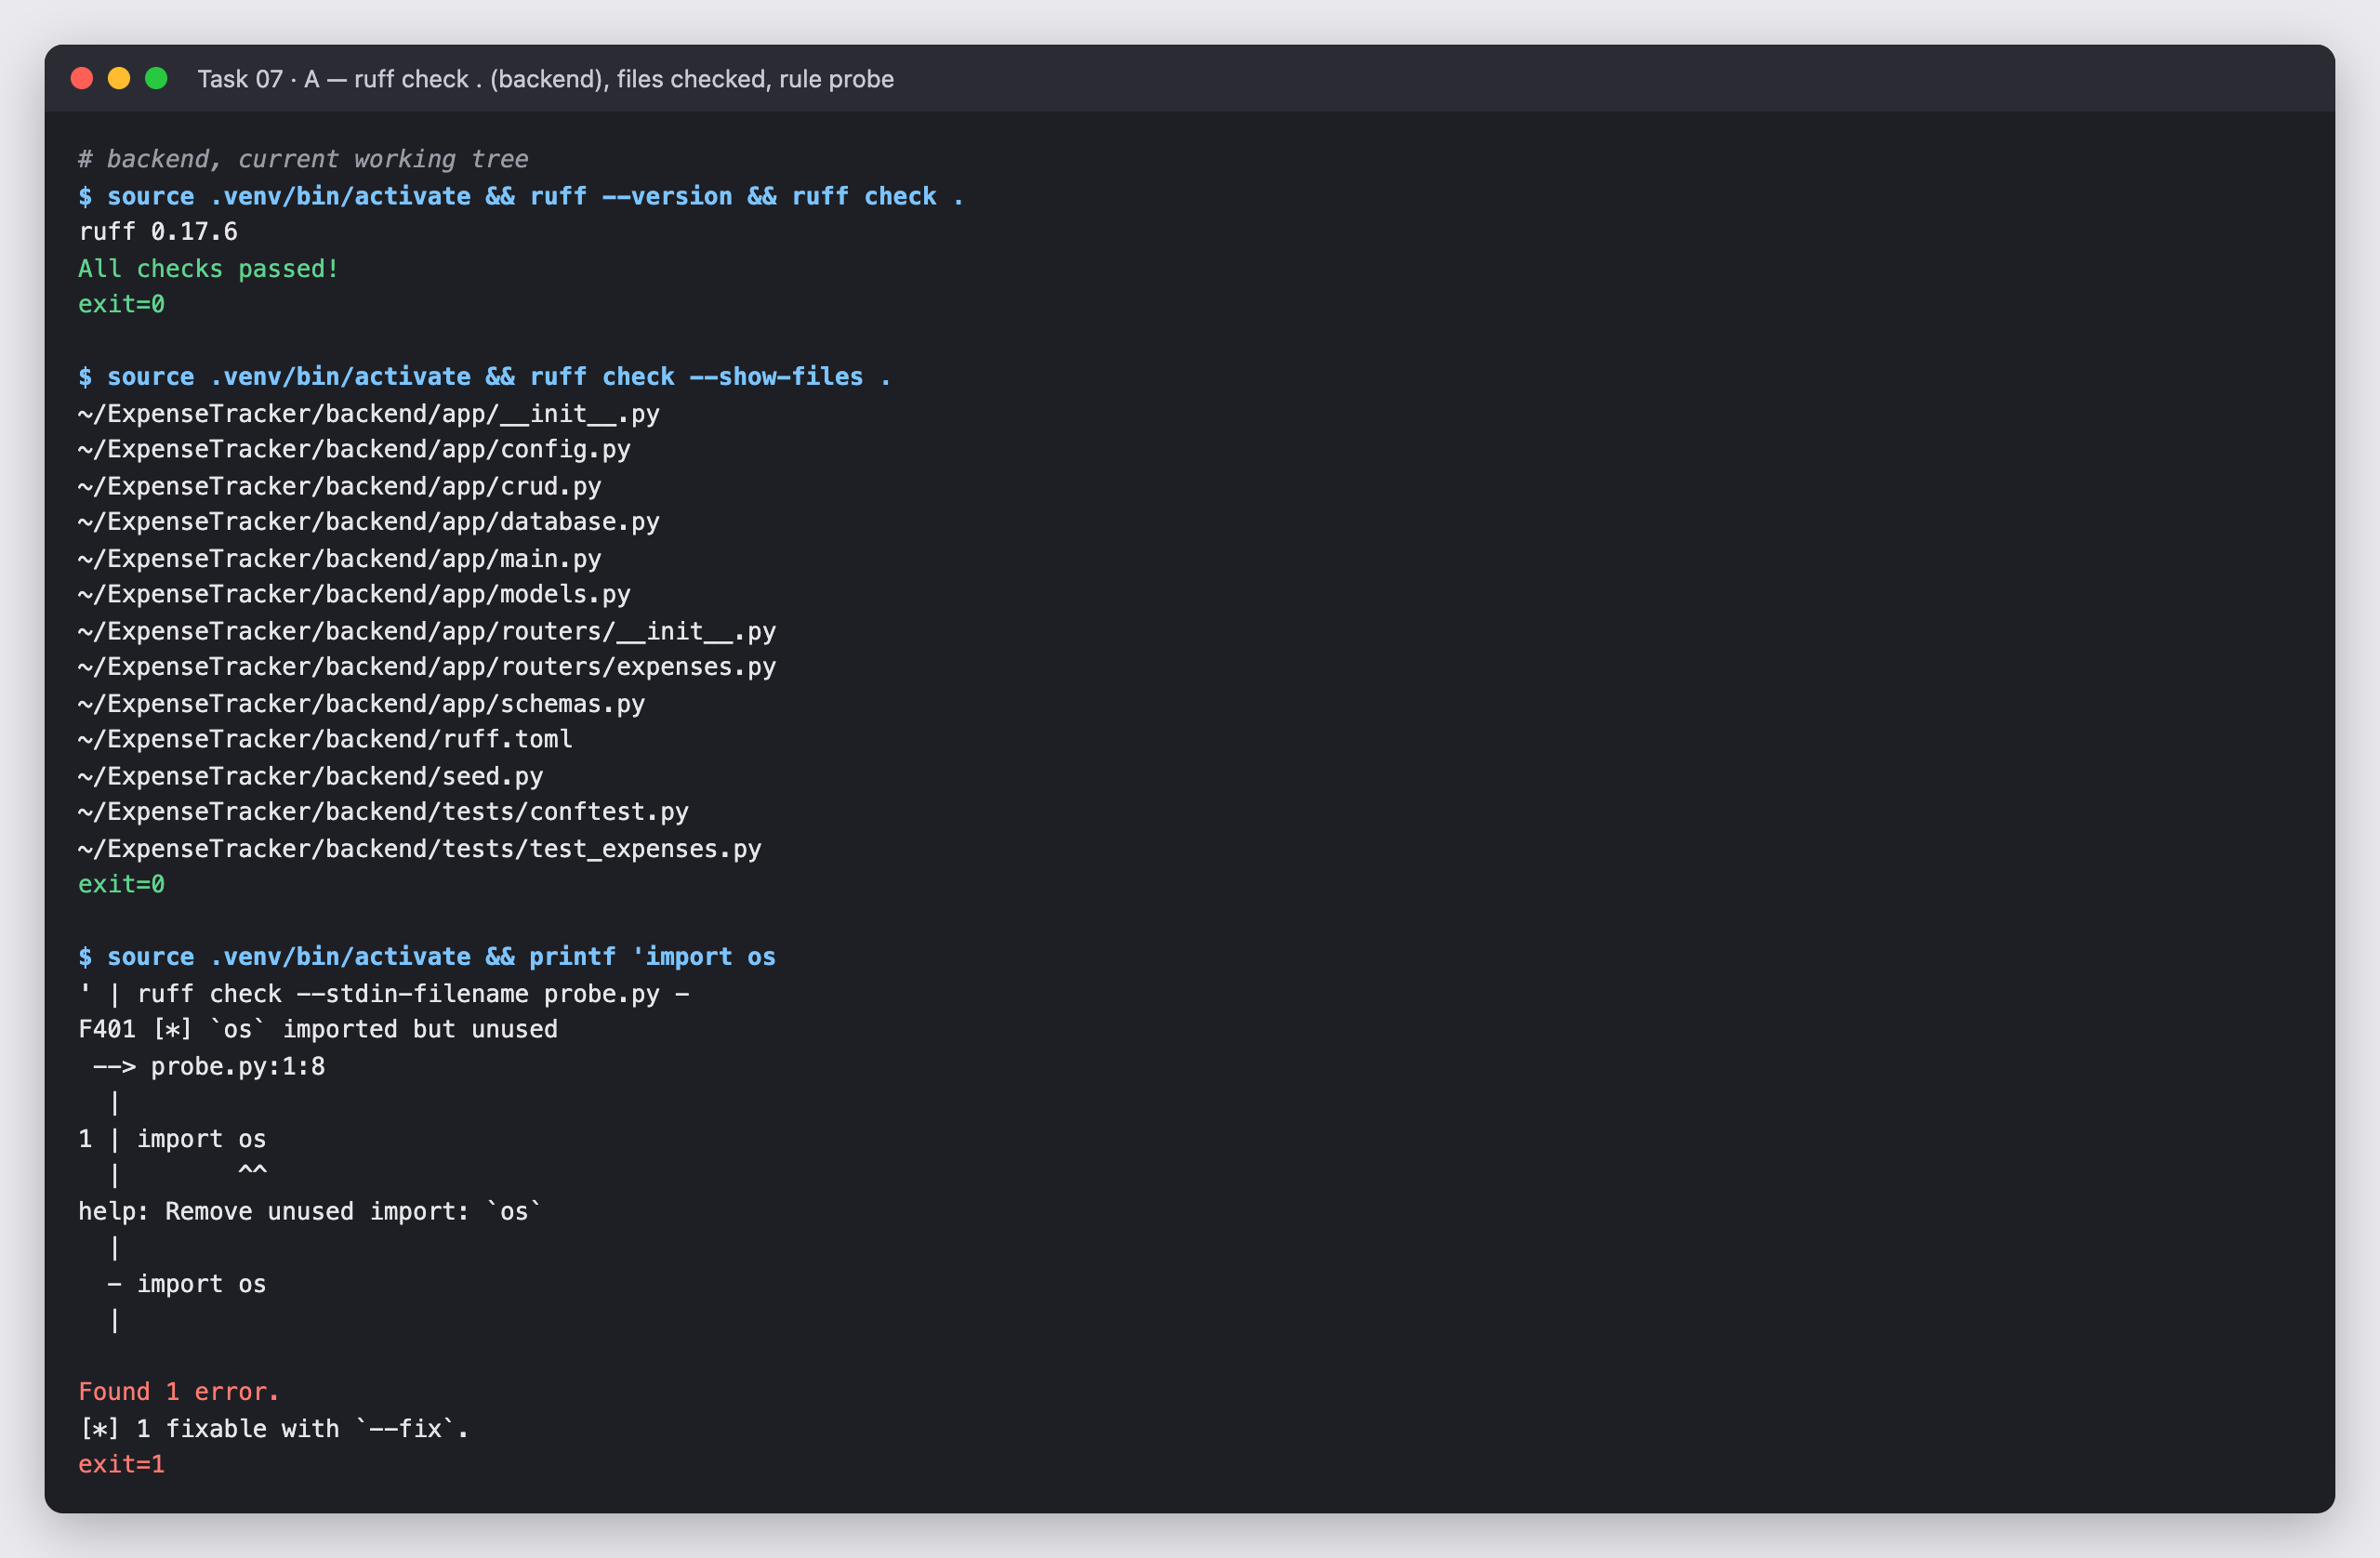 Task 07 · A — ruff check . (backend), files checked, rule probe
# backend, current working tree
$ source .venv/bin/activate && ruff --version && ruff check .
ruff 0.17.6
All checks passed!
exit=0
$ source .venv/bin/activate && ruff check --show-files .
~/ExpenseTracker/backend/app/__init__.py
~/ExpenseTracker/backend/app/config.py
~/ExpenseTracker/backend/app/crud.py
~/ExpenseTracker/backend/app/database.py
~/ExpenseTracker/backend/app/main.py
~/ExpenseTracker/backend/app/models.py
~/ExpenseTracker/backend/app/routers/__init__.py
~/ExpenseTracker/backend/app/routers/expenses.py
~/ExpenseTracker/backend/app/schemas.py
~/ExpenseTracker/backend/ruff.toml
~/ExpenseTracker/backend/seed.py
~/ExpenseTracker/backend/tests/conftest.py
~/ExpenseTracker/backend/tests/test_expenses.py
exit=0
$ source .venv/bin/activate && printf 'import os
' | ruff check --stdin-filename probe.py -
F401 [*] `os` imported but unused
 --> probe.py:1:8
  |
1 | import os
  |        ^^
help: Remove unused import: `os`
  |
  - import os
  |
Found 1 error.
[*] 1 fixable with `--fix`.
exit=1